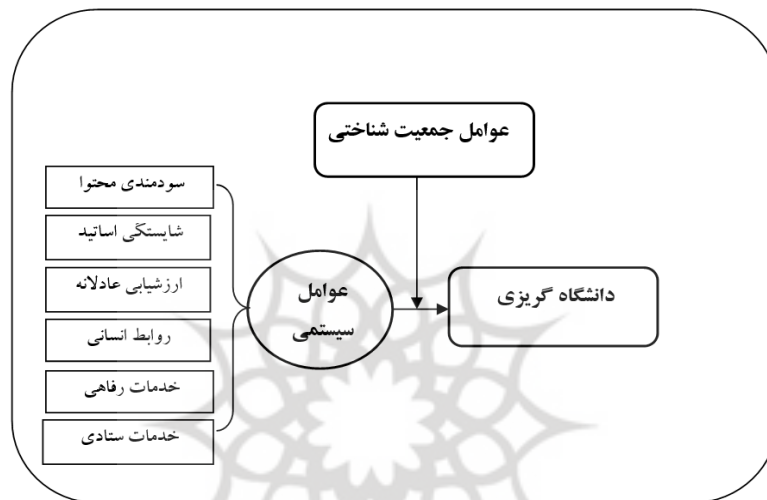 عوامل جمعیت شناختی
سودمندی محتوا
شایستگی اساتید
ارزشیابی عادلانه
روابط انسانی
خدمات رفاهی
خدمات ستادی
عوامل
سیستمی
دانشگاه گریزی